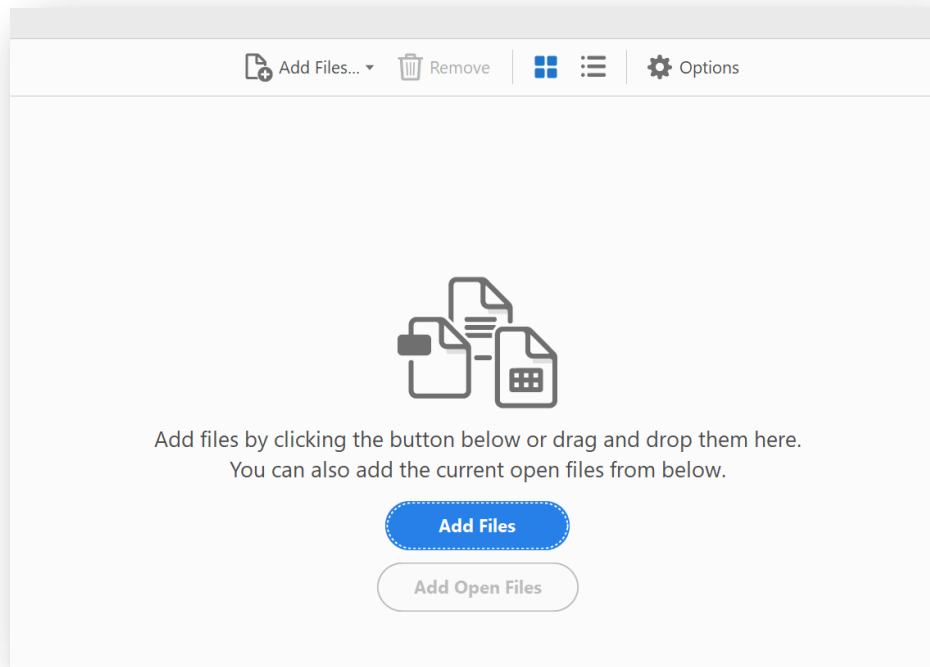 Add Files... Remove Options
Add files by clicking the button below or drag and drop them here.
You can also add the current open files from below.
Add Files
Add Open Files